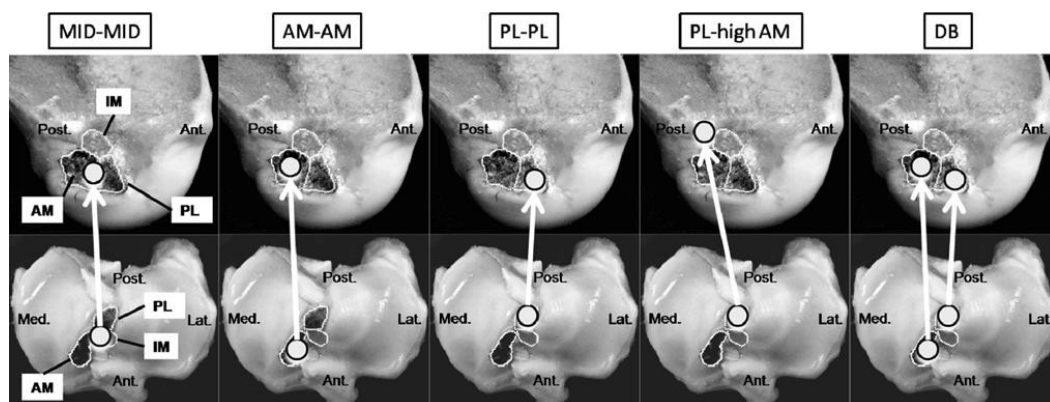 MID-MID
AM-AM
PL-PL
PL-high AM
DB
IM
Post.
Ant.
AM
PL
Post.
Ant.
Post.
Ant.
Post.
Ant.
Post.
Ant.
Post.
PL
Med.
Lat.
IM
AM
Ant.
Post.
Med.
Lat.
Ant.
Post.
Med.
Lat.
Ant.
Post.
Med.
Lat.
Ant.
Post.
Med.
Lat.
Ant.